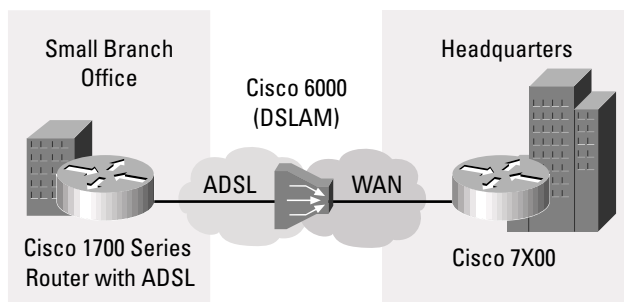 Small Branch
Office
Headquarters
Cisco 6000
(DSLAM)
ADSL
WAN
Cisco 1700 Series
Router with ADSL
Cisco 7X00